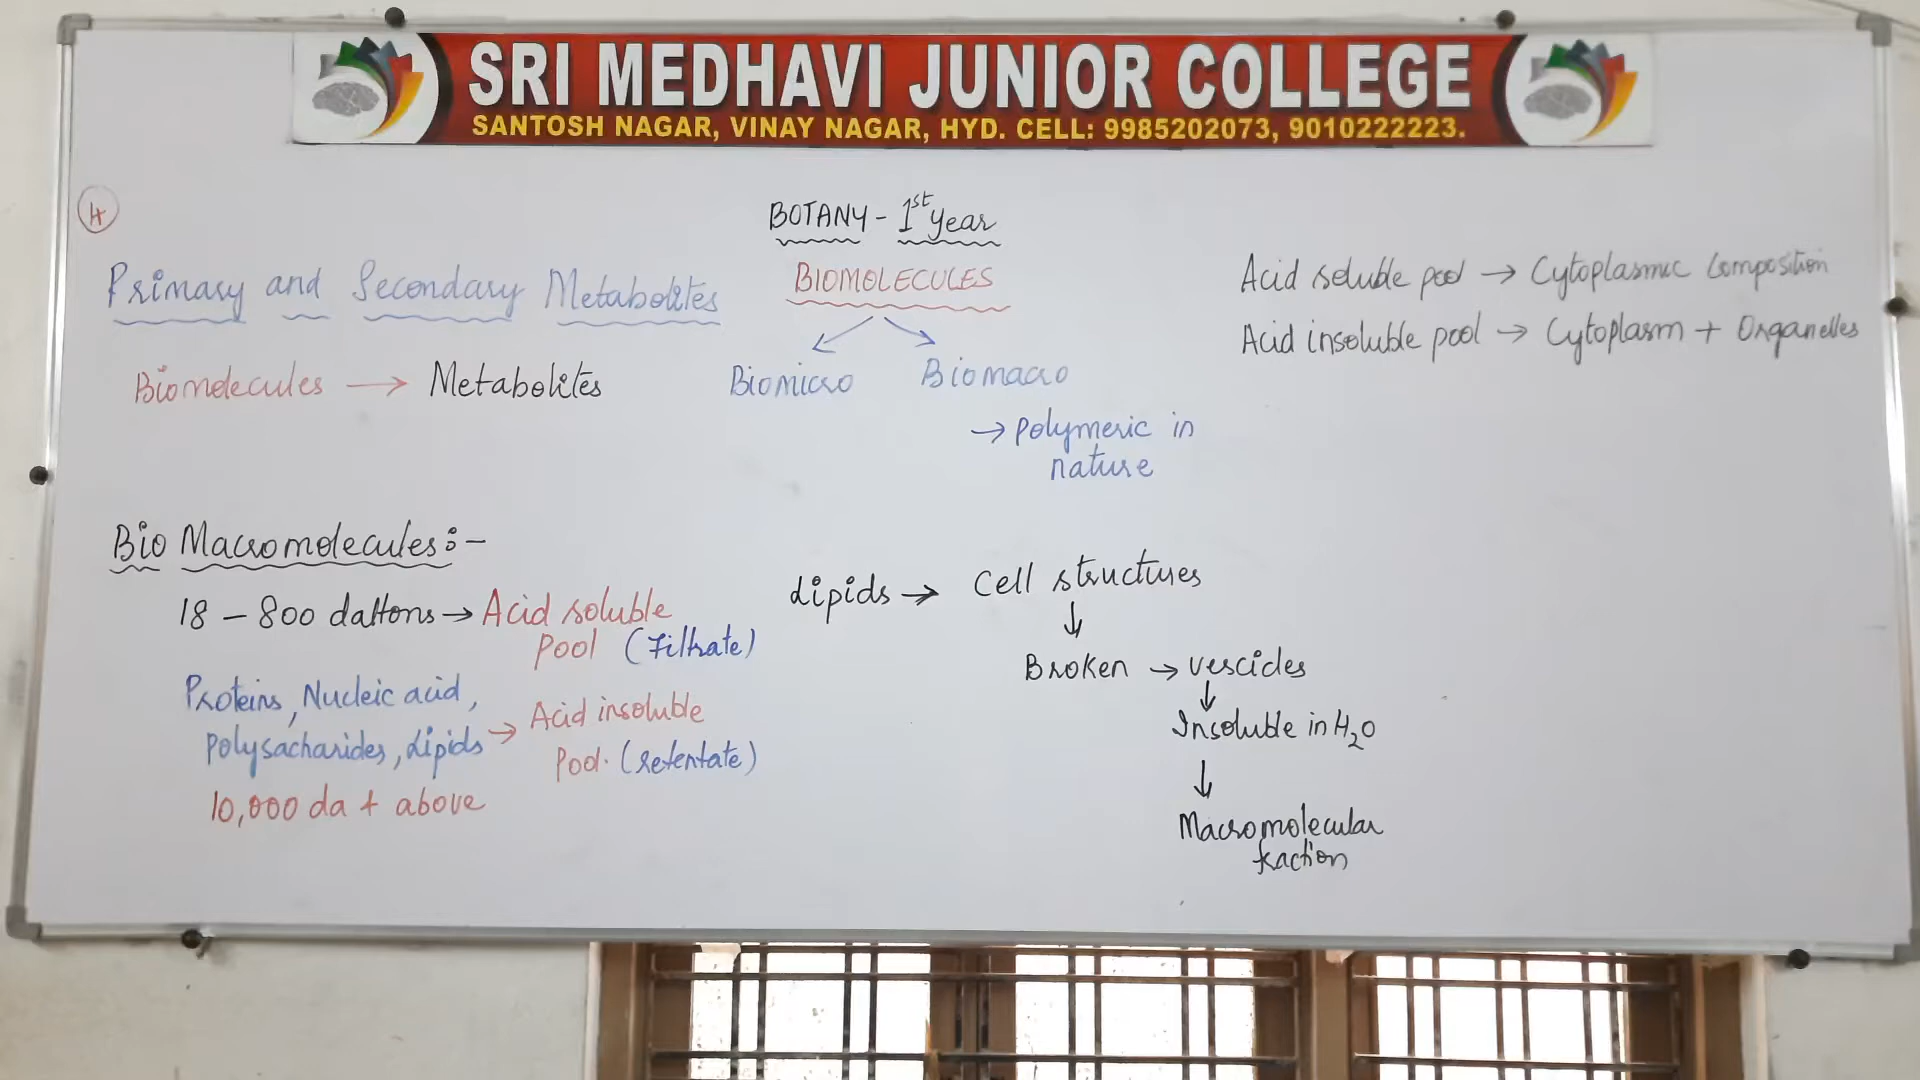 SRI MEDHAVI JUNIOR COLLEGE
SANTOSH NAGAR, VINAY NAGAR, HYD. CELL: 9985202073, 9010222223.
BOTANY - 1st Year
BIOMOLECULES
Biomicro Biomacro
→ Polymeric in
nature
Primary and Secondary Metabolites
Biomolecules → Metabolites
Acid soluble pool → Cytoplasmic Composition
Acid insoluble pool → Cytoplasm + Organelles
Bio Macromolecules:-
18 - 800 daltons → Acid soluble
Pool (Filtrate)
Proteins, Nucleic acid,
Polysacharides, Lipids → Acid insoluble
Pool. (retentate)
10,000 da + above
Lipids → Cell structures
↓
Broken → vescicles
↓
Insoluble in H₂O
↓
Macromolecular
fraction